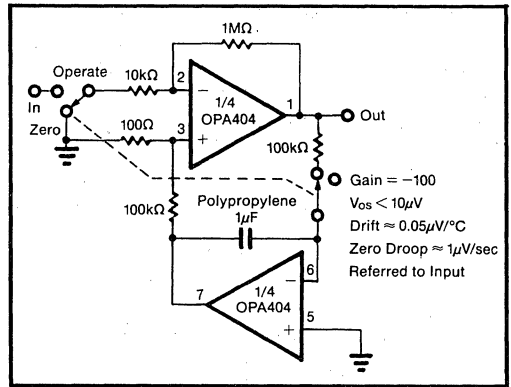 1MΩ
Operate
10kΩ
2
In
1/4
OPA404
1
Out
Zero
100Ω
3
100kΩ
Gain = −100
Polypropylene
1μF
V_OS < 10μV
100kΩ
Drift ≈ 0.05μV/°C
Zero Droop ≈ 1μV/sec
Referred to Input
6
7
1/4
OPA404
5